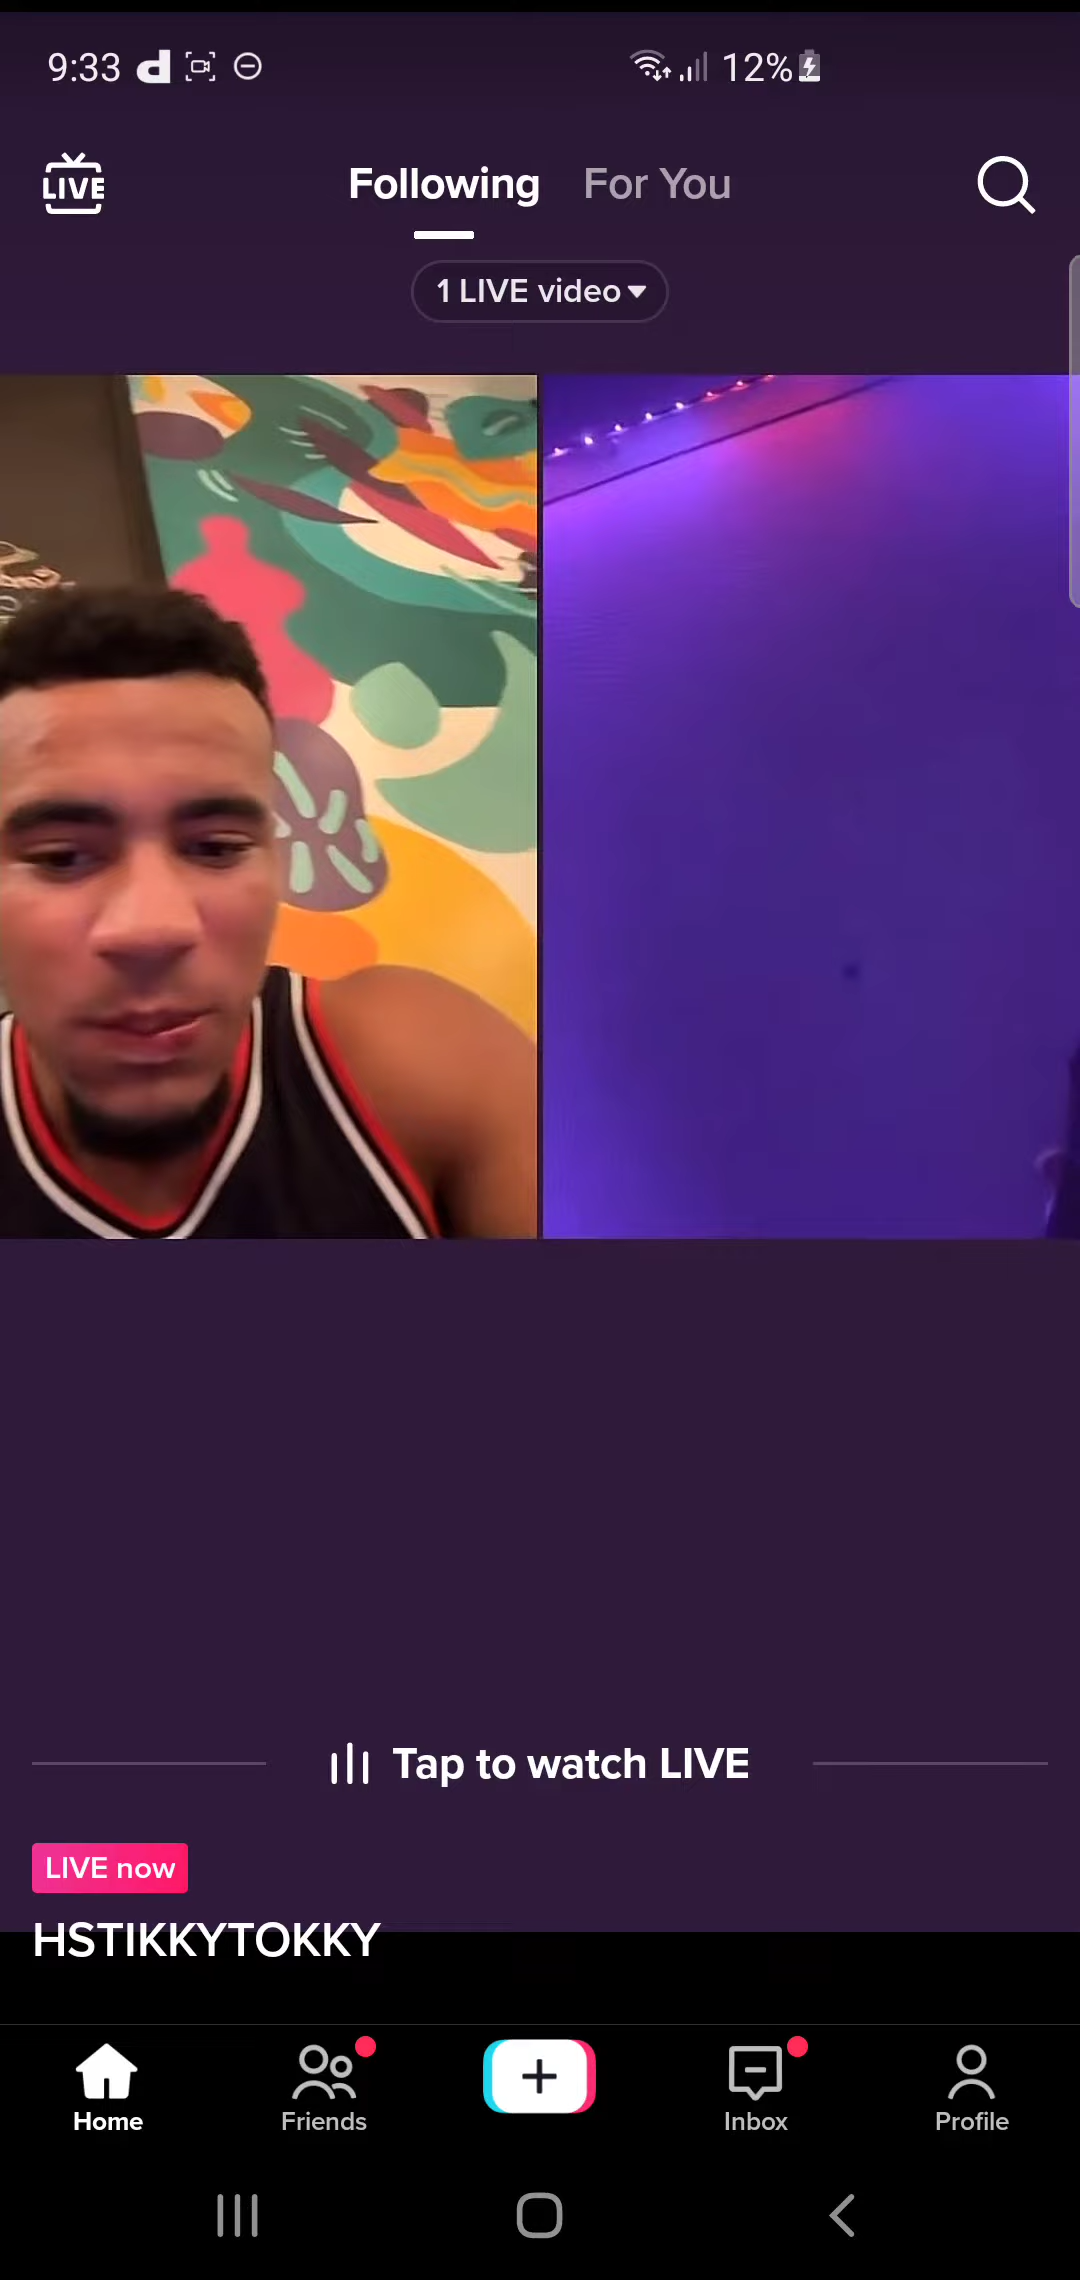 9:33
12%
LIVE
Following
For You
1 LIVE video
Tap to watch LIVE
LIVE now
HSTIKKYTOKKY
Home
Friends
Inbox
Profile